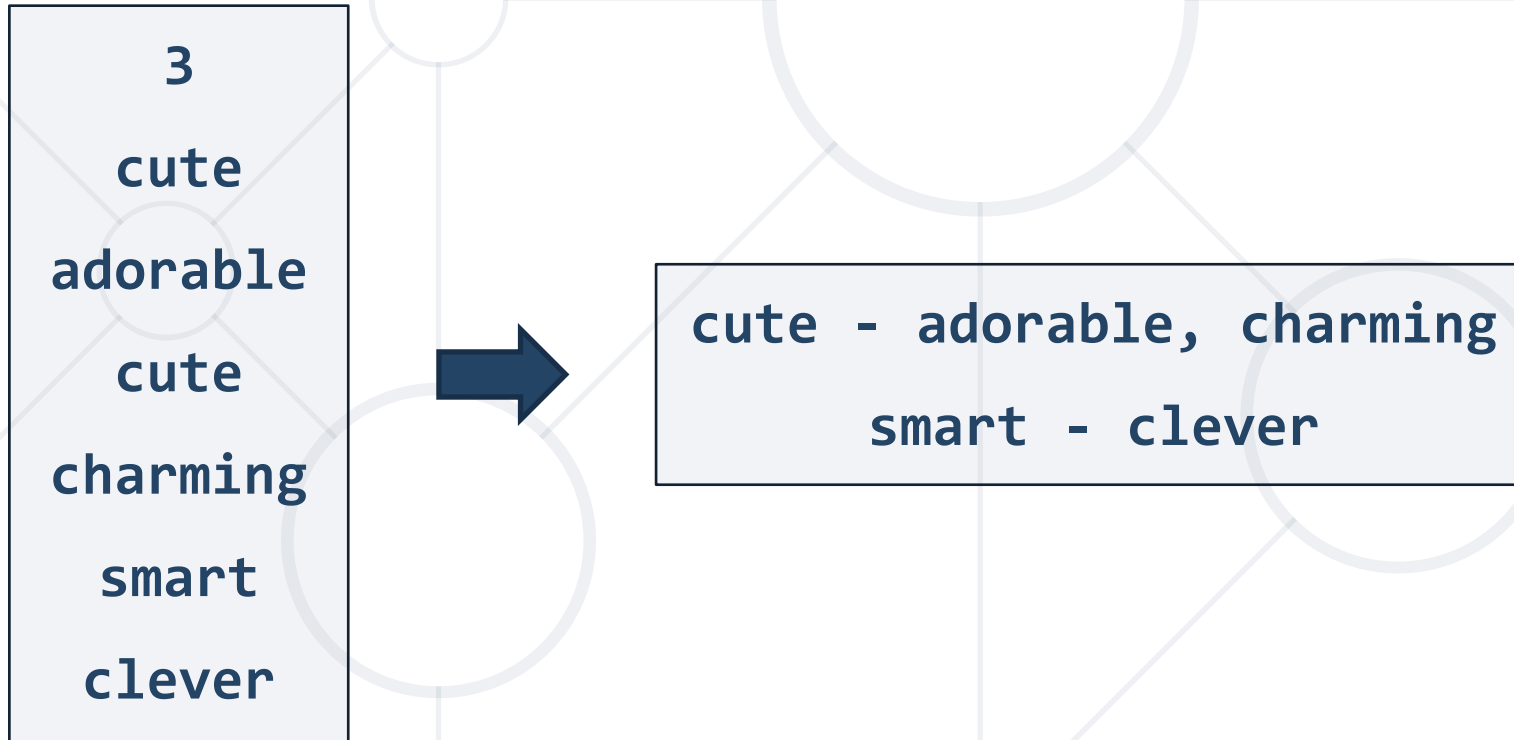 3
cute
adorable
cute
charming
smart
clever
cute - adorable, charming
smart - clever